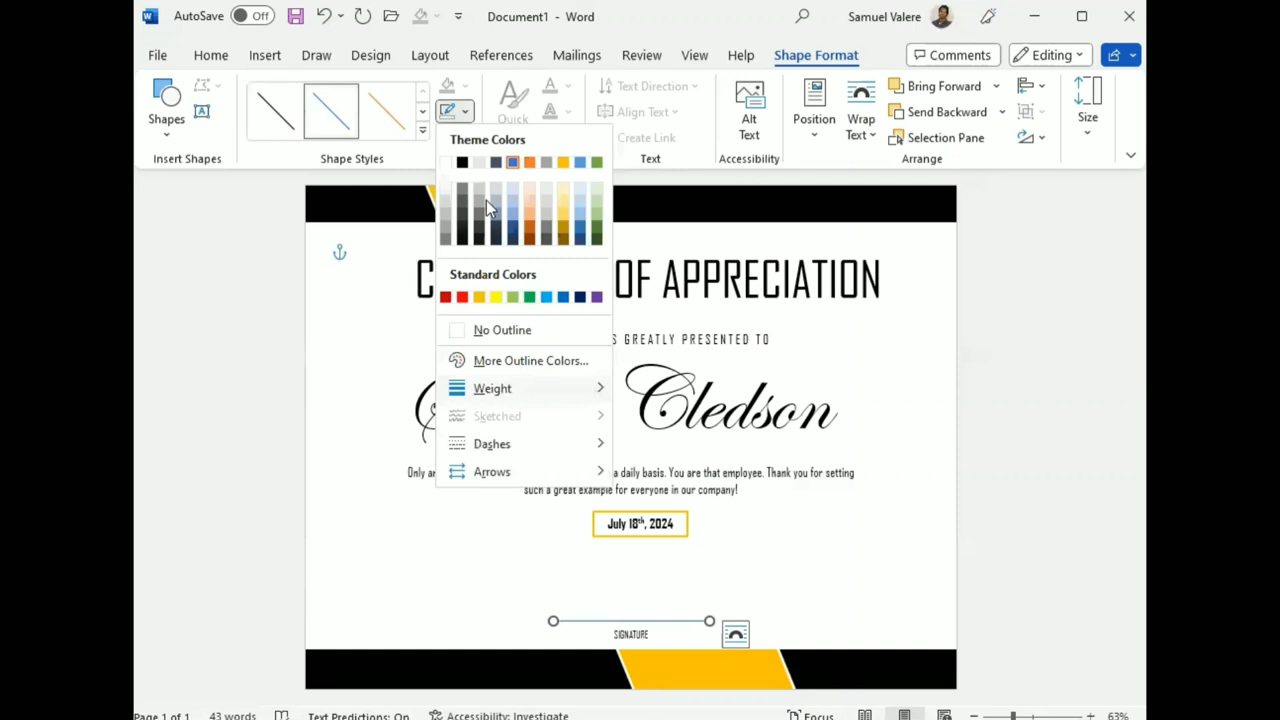 AutoSave Off Document1 - Word Samuel Valere
File Home Insert Draw Design Layout References Mailings Review View Help Shape Format Comments Editing
Shapes
Insert Shapes
Shape Styles
Quick
Text Direction
Align Text
Create Link
Text
Alt
Text
Accessibility
Position
Wrap
Text
Bring Forward
Send Backward
Selection Pane
Arrange
Size
Theme Colors
Standard Colors
No Outline
More Outline Colors...
Weight
Sketched
Dashes
Arrows
C OF APPRECIATION
S GREATLY PRESENTED TO
Cledson
Only a daily basis. You are that employee. Thank you for setting
such a great example for everyone in our company!
July 18th, 2024
SIGNATURE
Page 1 of 1 43 words Text Predictions: On Accessibility: Investigate Focus 63%